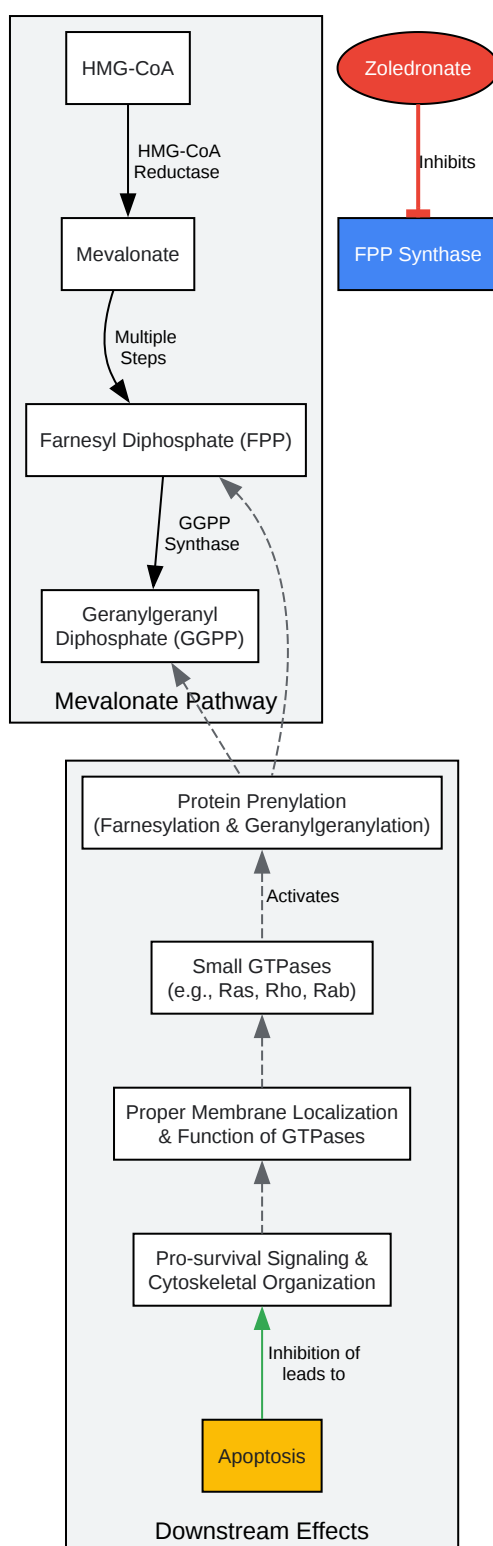 HMG-CoA
Zoledronate
HMG-CoA
Reductase
Inhibits
Mevalonate
FPP Synthase
Multiple
Steps
Farnesyl Diphosphate (FPP)
GGPP
Synthase
Geranylgeranyl
Diphosphate (GGPP)
Mevalonate Pathway
Protein Prenylation
(Farnesylation & Geranylgeranylation)
Activates
Small GTPases
(e.g., Ras, Rho, Rab)
Proper Membrane Localization
& Function of GTPases
Pro-survival Signaling &
Cytoskeletal Organization
Inhibition of
leads to
Apoptosis
Downstream Effects